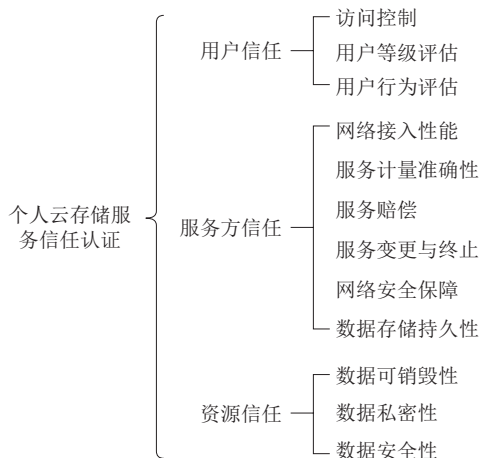 个人云存储服
务信任认证
用户信任
访问控制
用户等级评估
用户行为评估
服务方信任
网络接入性能
服务计量准确性
服务赔偿
服务变更与终止
网络安全保障
数据存储持久性
资源信任
数据可销毁性
数据私密性
数据安全性